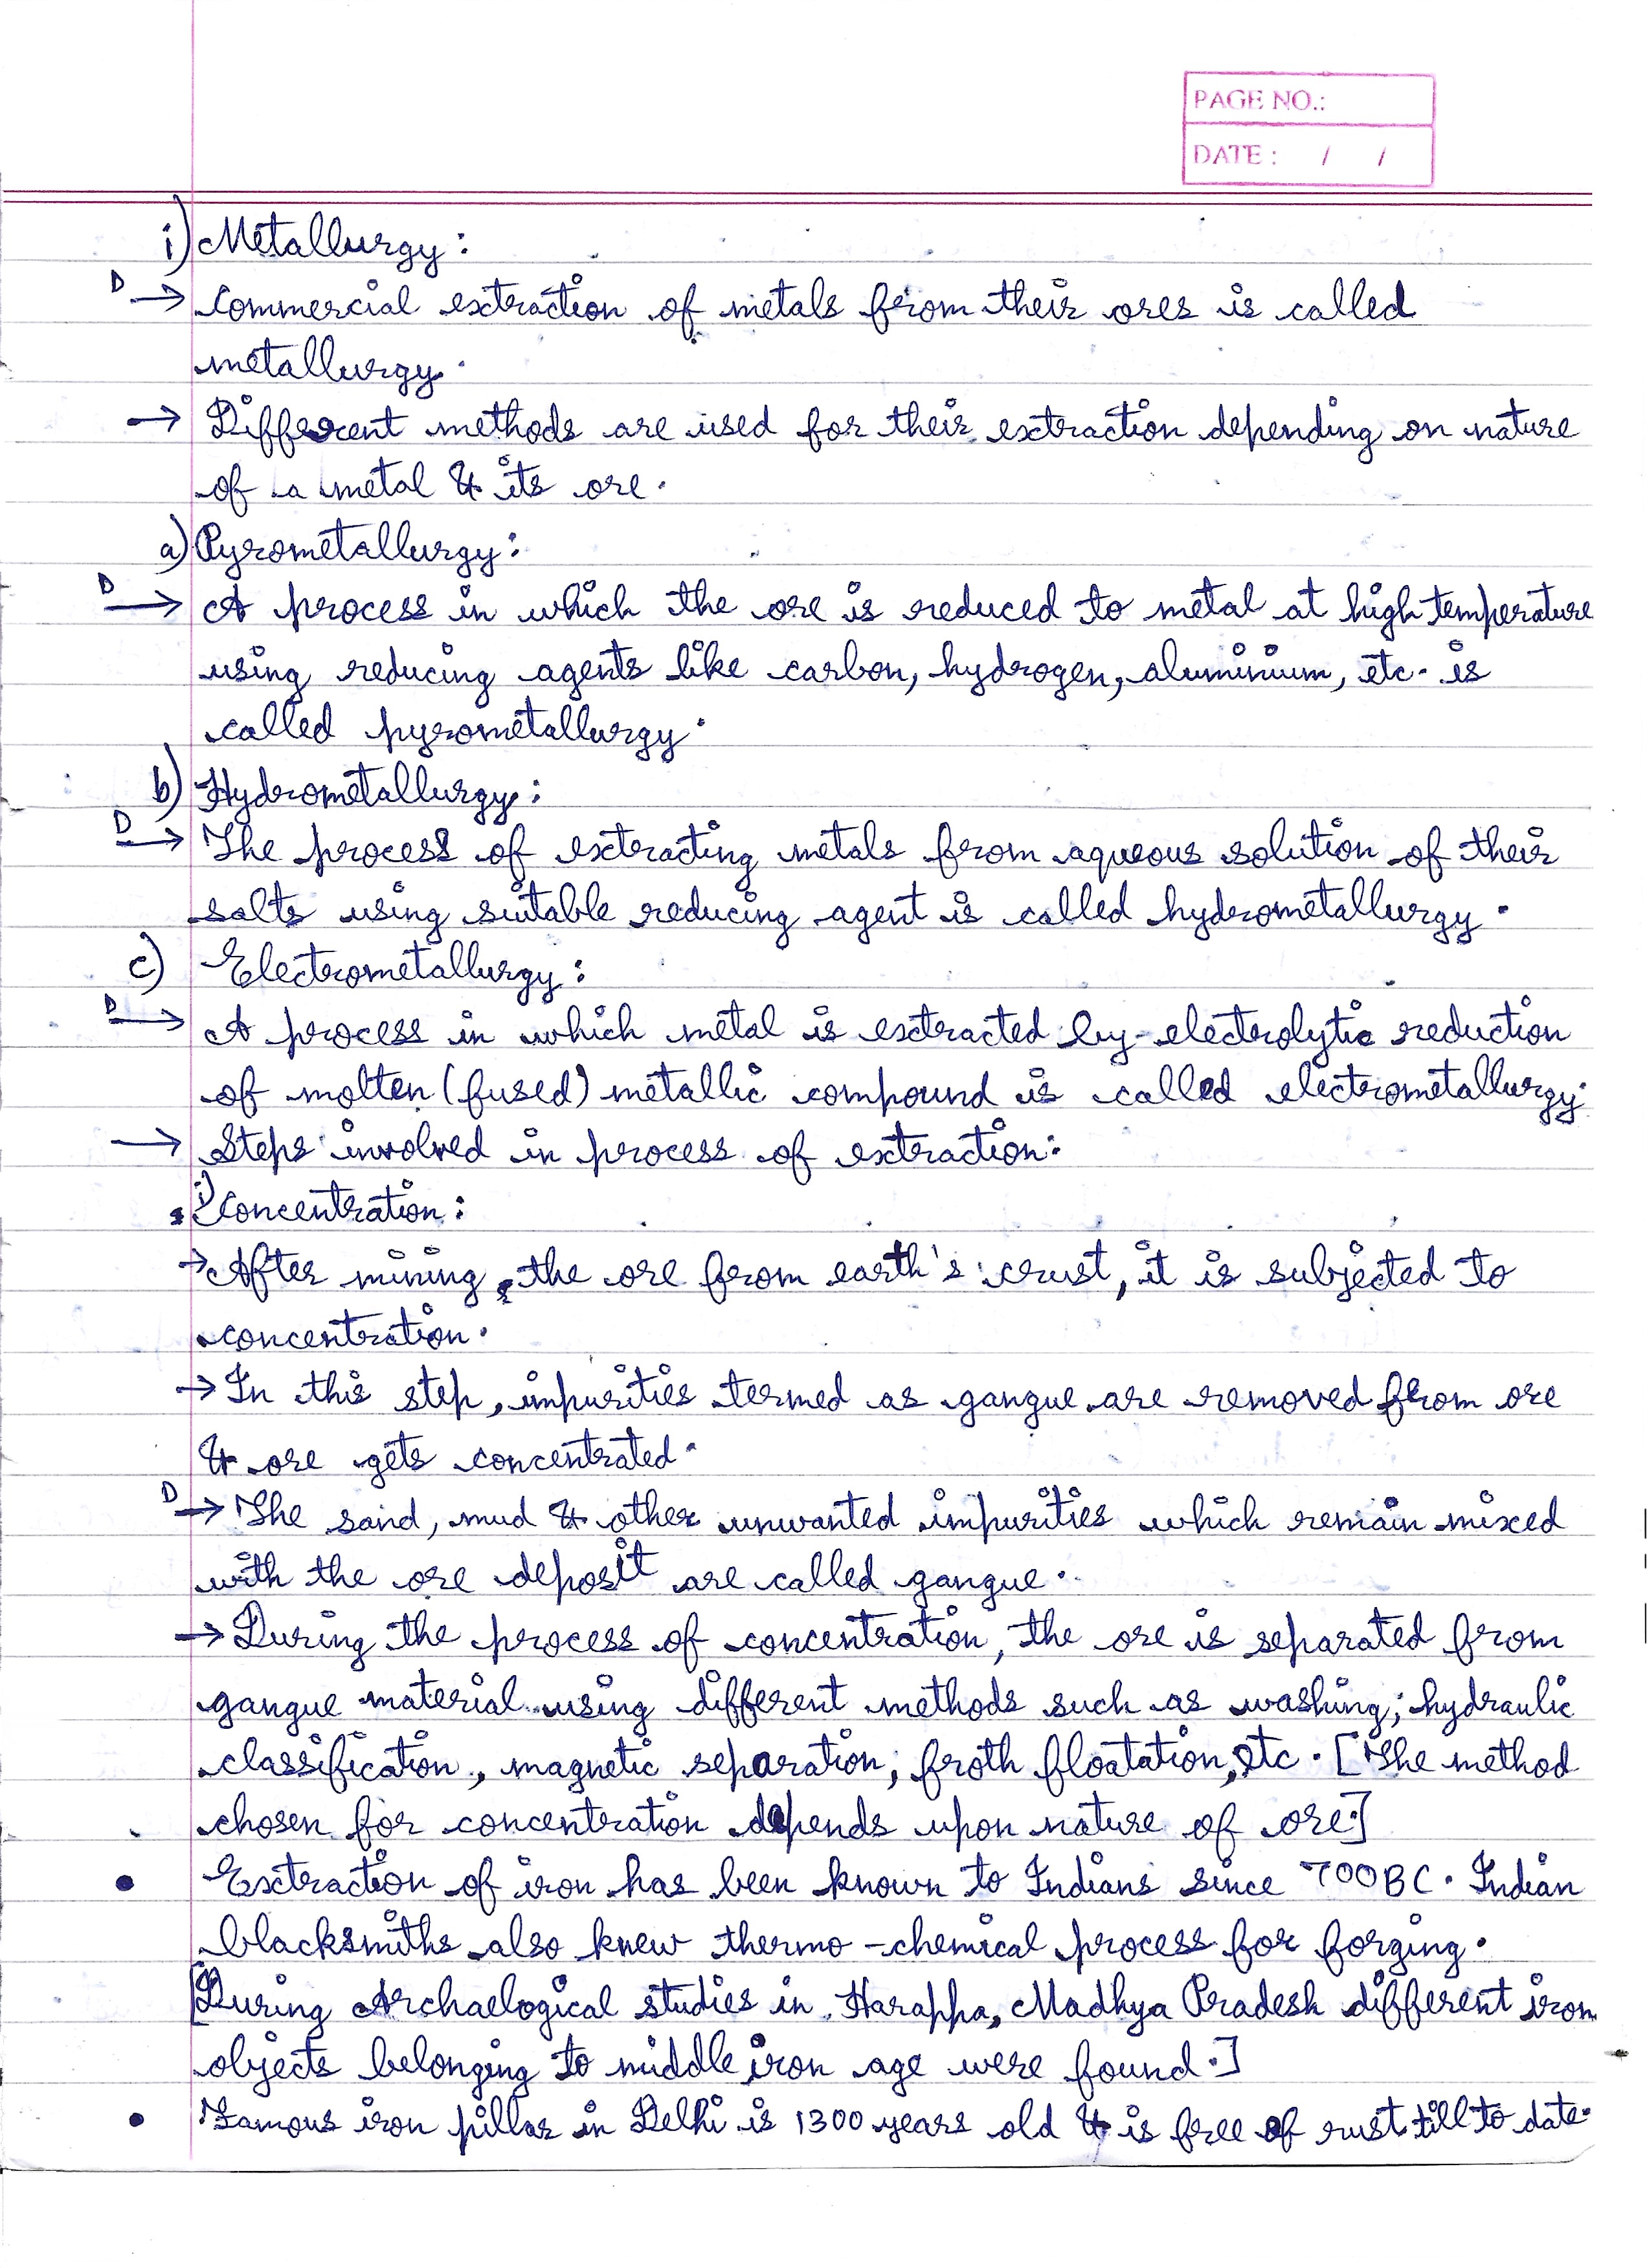 PAGE NO.:
DATE: / /
i) Metallurgy:
D → Commercial extraction of metals from their ores is called
metallurgy.
→ Different methods are used for their extraction depending on nature
of a metal & its ore.
a) Pyrometallurgy:
D → A process in which the ore is reduced to metal at high temperature
using reducing agents like carbon, hydrogen, aluminium, etc. is
called pyrometallurgy.
b) Hydrometallurgy:
D → The process of extracting metals from aqueous solution of their
salts using suitable reducing agent is called hydrometallurgy.
c) Electrometallurgy:
D → A process in which metal is extracted by electrolytic reduction
of molten (fused) metallic compound is called electrometallurgy.
→ Steps involved in process of extraction:
i) Concentration:
→ After mining, the ore from earth's crust, it is subjected to
concentration.
→ In this step, impurities termed as gangue are removed from ore
& ore gets concentrated.
D → The sand, mud & other unwanted impurities which remain mixed
with the ore deposit are called gangue.
→ During the process of concentration, the ore is separated from
gangue material using different methods such as washing, hydraulic
classification, magnetic separation, froth floatation, etc. [The method
chosen for concentration depends upon nature of ore.]
• Extraction of iron has been known to Indians since 700BC. Indian
blacksmiths also knew thermo-chemical process for forging.
[During Archaelogical studies in Harappa, Madhya Pradesh different iron
objects belonging to middle iron age were found.]
• Famous iron pillar in Delhi is 1300 years old & is free of rust till to date.